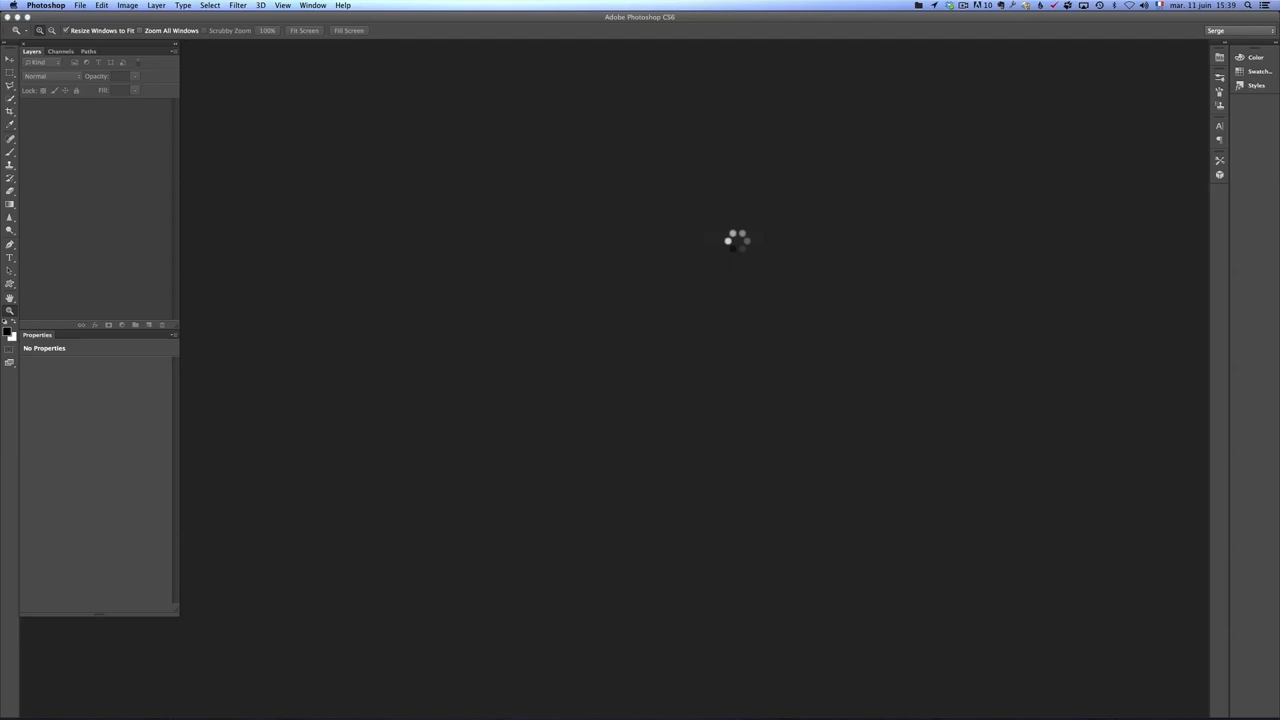 Photoshop File Edit Image Layer Type Select Filter 3D View Window Help 10 mar. 11 juin 15:39
Adobe Photoshop CS6
Resize Windows to Fit Zoom All Windows Scrubby Zoom 100% Fit Screen Fill Screen Serge
Layers Channels Paths
Kind
Normal Opacity:
Lock: Fill:
Properties
No Properties
Color
Swatch...
Styles